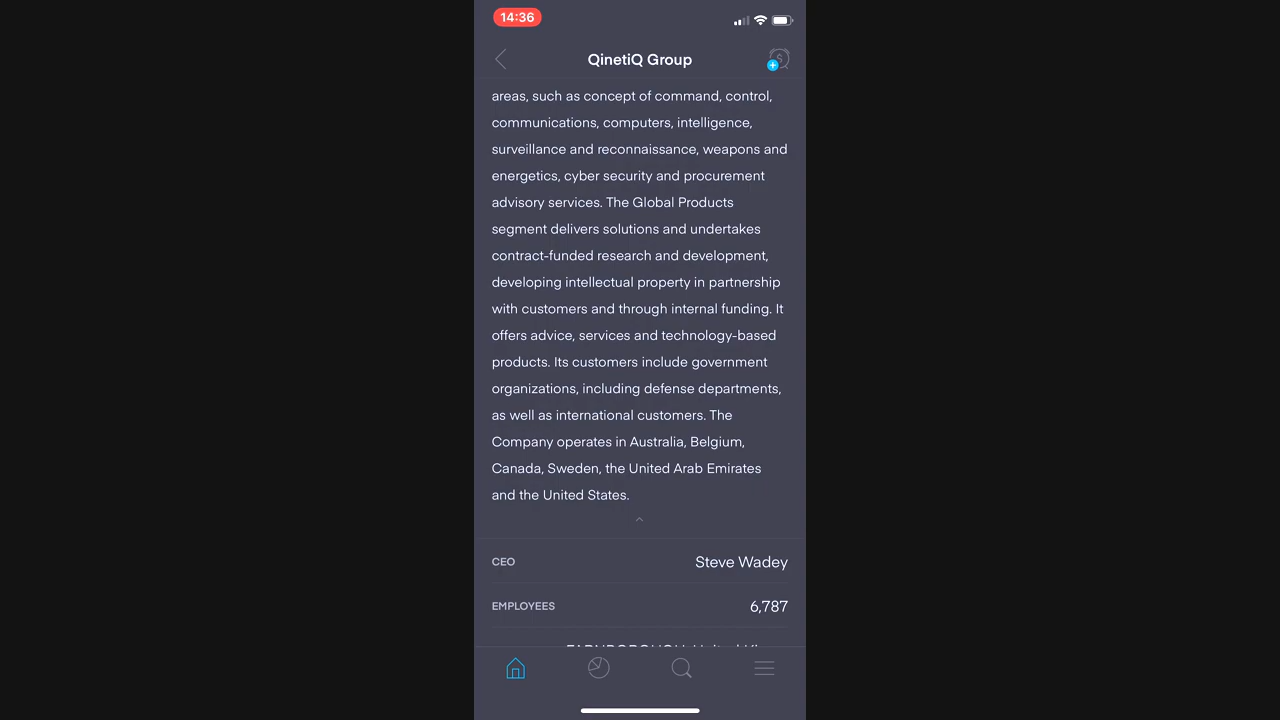 14:36
QinetiQ Group
areas, such as concept of command, control,
communications, computers, intelligence,
surveillance and reconnaissance, weapons and
energetics, cyber security and procurement
advisory services. The Global Products
segment delivers solutions and undertakes
contract-funded research and development,
developing intellectual property in partnership
with customers and through internal funding. It
offers advice, services and technology-based
products. Its customers include government
organizations, including defense departments,
as well as international customers. The
Company operates in Australia, Belgium,
Canada, Sweden, the United Arab Emirates
and the United States.
CEO Steve Wadey
EMPLOYEES 6,787